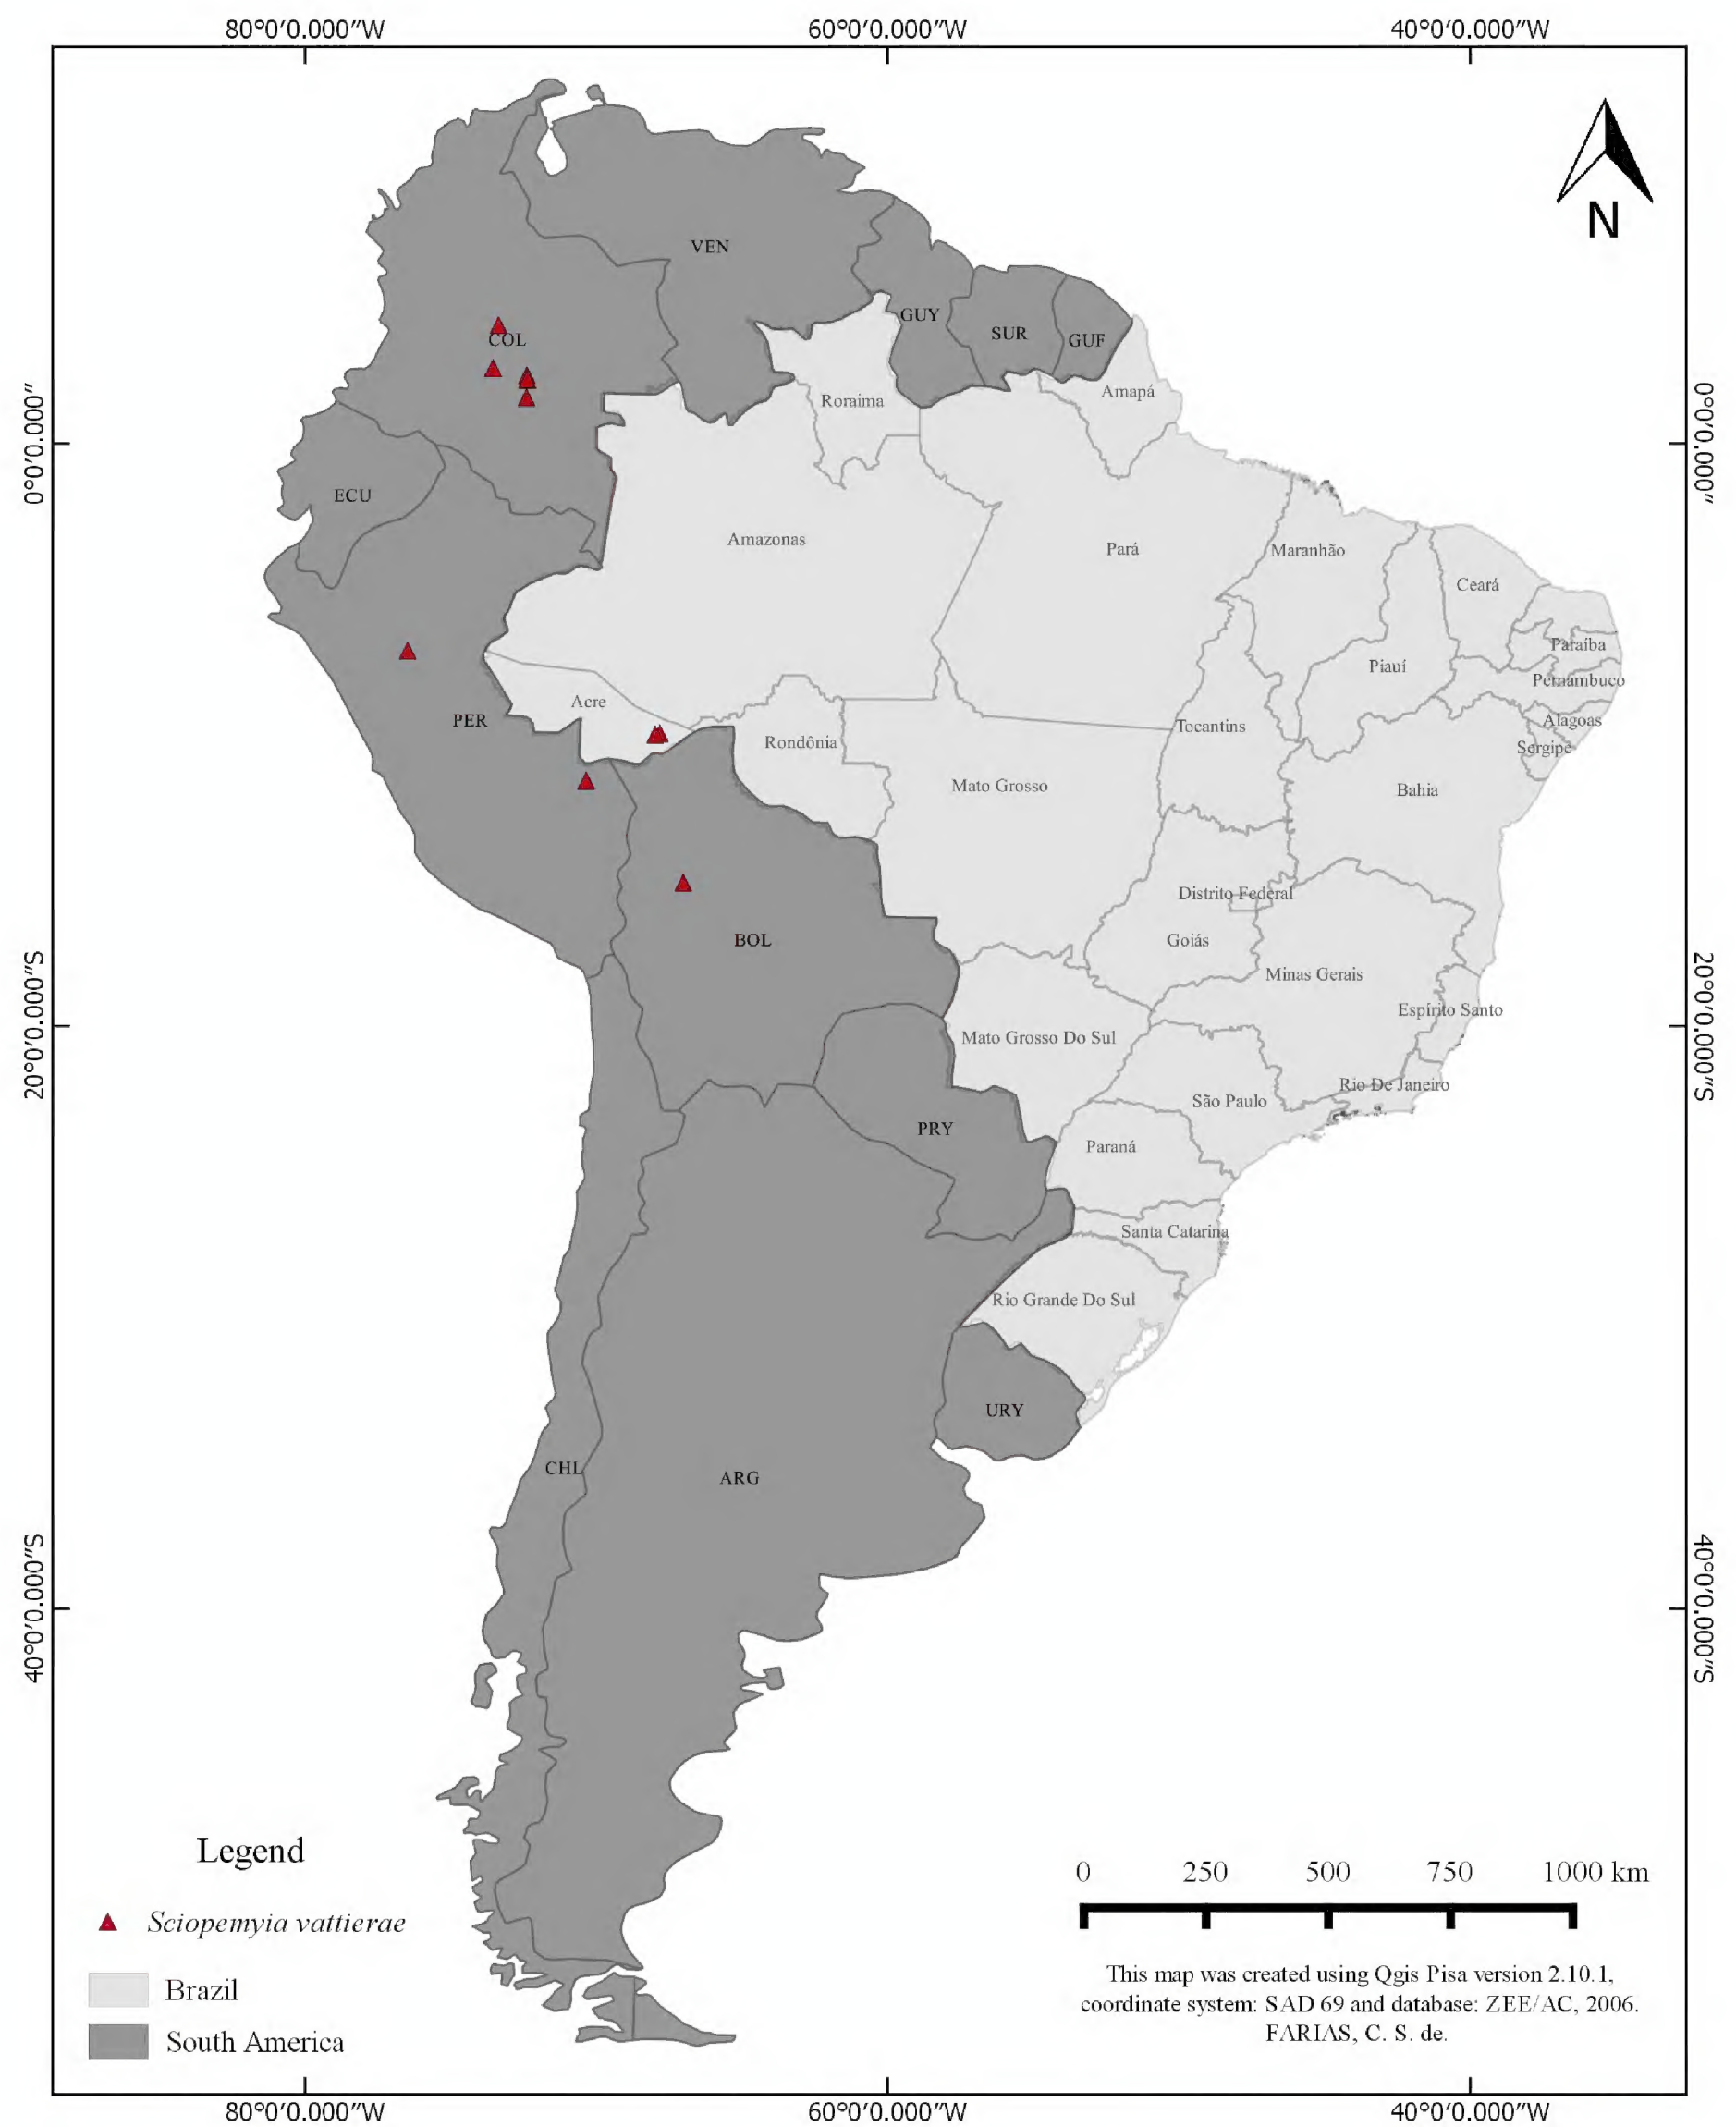 80°0′0.000″W 60°0′0.000″W 40°0′0.000″W
N
VEN
GUY
COL
SUR
GUF
Roraima
Amapá
0°0′0.000″
0°0′0.000″
ECU
Amazonas
Pará
Maranhão
Ceará
Paraíba
Piauí
Pernambuco
Acre
PER
Alagoas
Tocantins
Rondônia
Sergipe
Mato Grosso
Bahia
Distrito Federal
BOL
Goiás
Minas Gerais
Espírito Santo
20°0′0.000″S
20°0′0.000″S
Mato Grosso Do Sul
Rio De Janeiro
São Paulo
PRY
Paraná
Santa Catarina
Rio Grande Do Sul
URY
CHL
ARG
40°0′0.000″S
40°0′0.000″S
Legend
Sciopemyia vattierae
Brazil
South America
0 250 500 750 1000 km
This map was created using Qgis Pisa version 2.10.1,
coordinate system: SAD 69 and database: ZEE/AC, 2006.
FARIAS, C. S. de.
80°0′0.000″W 60°0′0.000″W 40°0′0.000″W